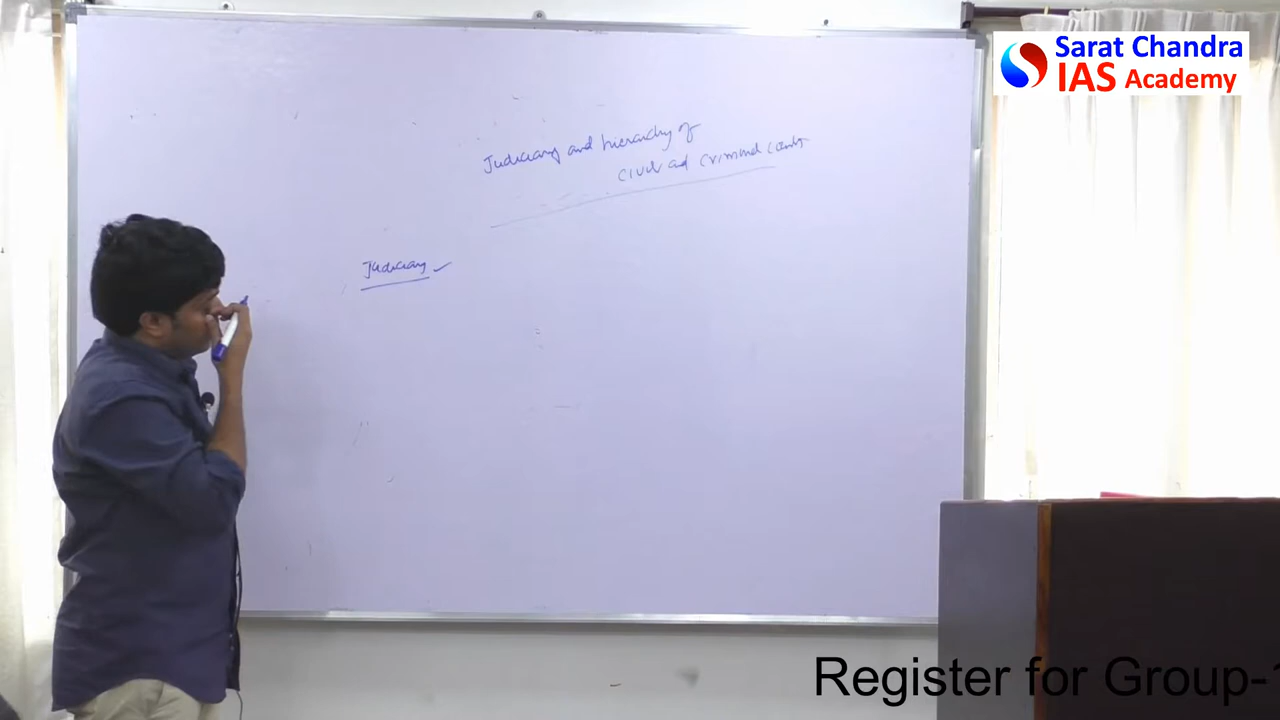 Sarat Chandra
IAS Academy
Judiciary and hierarchy of
civil and criminal courts
Judiciary
Register for Group-